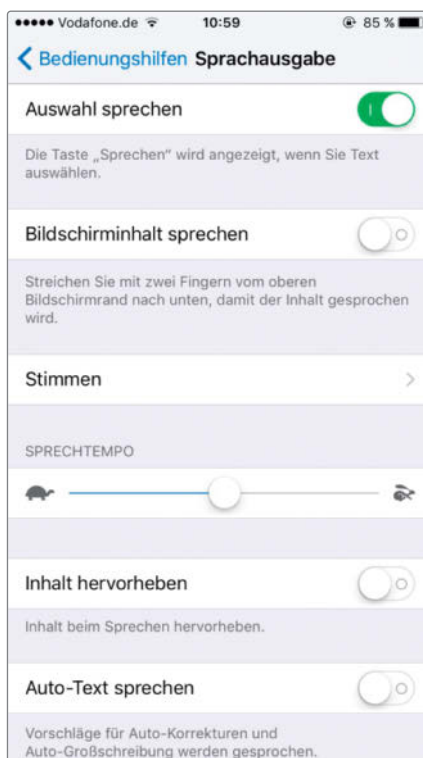 Vodafone.de 10:59 85 %
Bedienungshilfen Sprachausgabe
Auswahl sprechen
Die Taste „Sprechen“ wird angezeigt, wenn Sie Text
auswählen.
Bildschirminhalt sprechen
Streichen Sie mit zwei Fingern vom oberen
Bildschirmrand nach unten, damit der Inhalt gesprochen
wird.
Stimmen
SPRECHTEMPO
Inhalt hervorheben
Inhalt beim Sprechen hervorheben.
Auto-Text sprechen
Vorschläge für Auto-Korrekturen und
Auto-Großschreibung werden gesprochen.